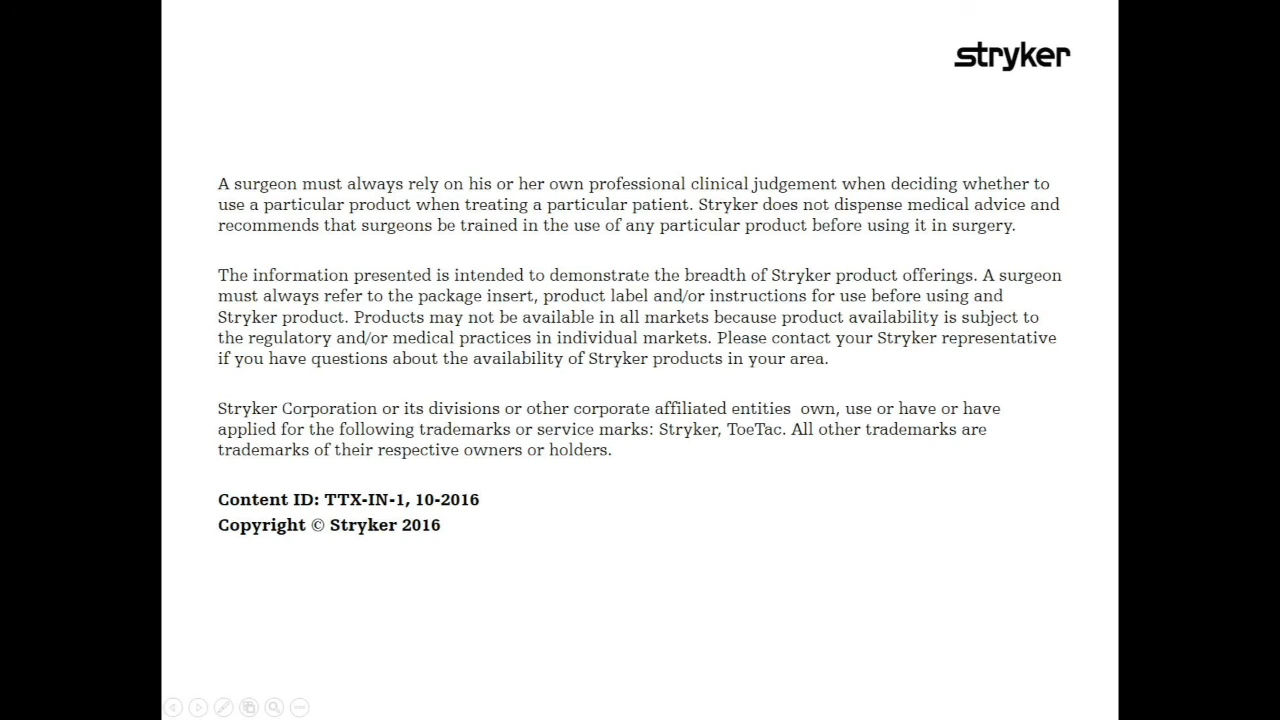 stryker
A surgeon must always rely on his or her own professional clinical judgement when deciding whether to
use a particular product when treating a particular patient. Stryker does not dispense medical advice and
recommends that surgeons be trained in the use of any particular product before using it in surgery.
The information presented is intended to demonstrate the breadth of Stryker product offerings. A surgeon
must always refer to the package insert, product label and/or instructions for use before using and
Stryker product. Products may not be available in all markets because product availability is subject to
the regulatory and/or medical practices in individual markets. Please contact your Stryker representative
if you have questions about the availability of Stryker products in your area.
Stryker Corporation or its divisions or other corporate affiliated entities  own, use or have or have
applied for the following trademarks or service marks: Stryker, ToeTac. All other trademarks are
trademarks of their respective owners or holders.
Content ID: TTX-IN-1, 10-2016
Copyright © Stryker 2016